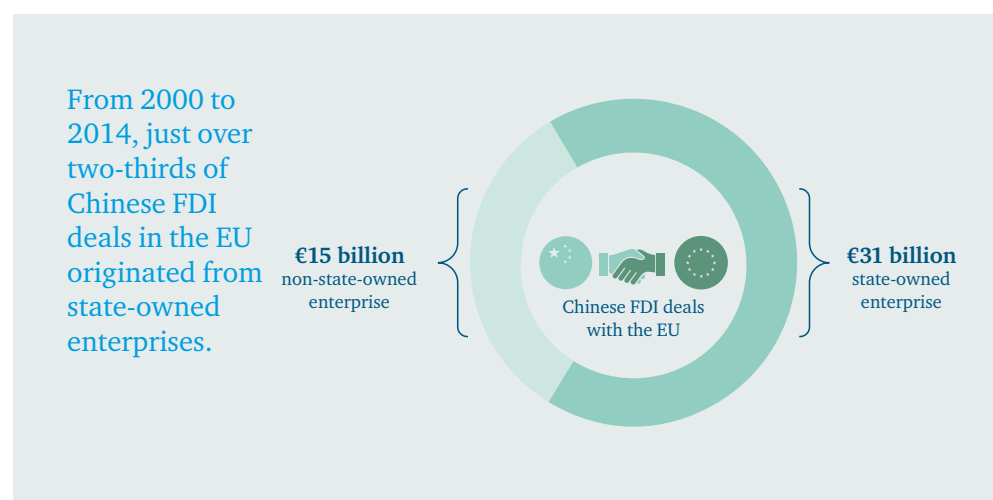 From 2000 to
2014, just over
two-thirds of
Chinese FDI
deals in the EU
originated from
state-owned
enterprises.
€15 billion
non-state-owned
enterprise
Chinese FDI deals
with the EU
€31 billion
state-owned
enterprise